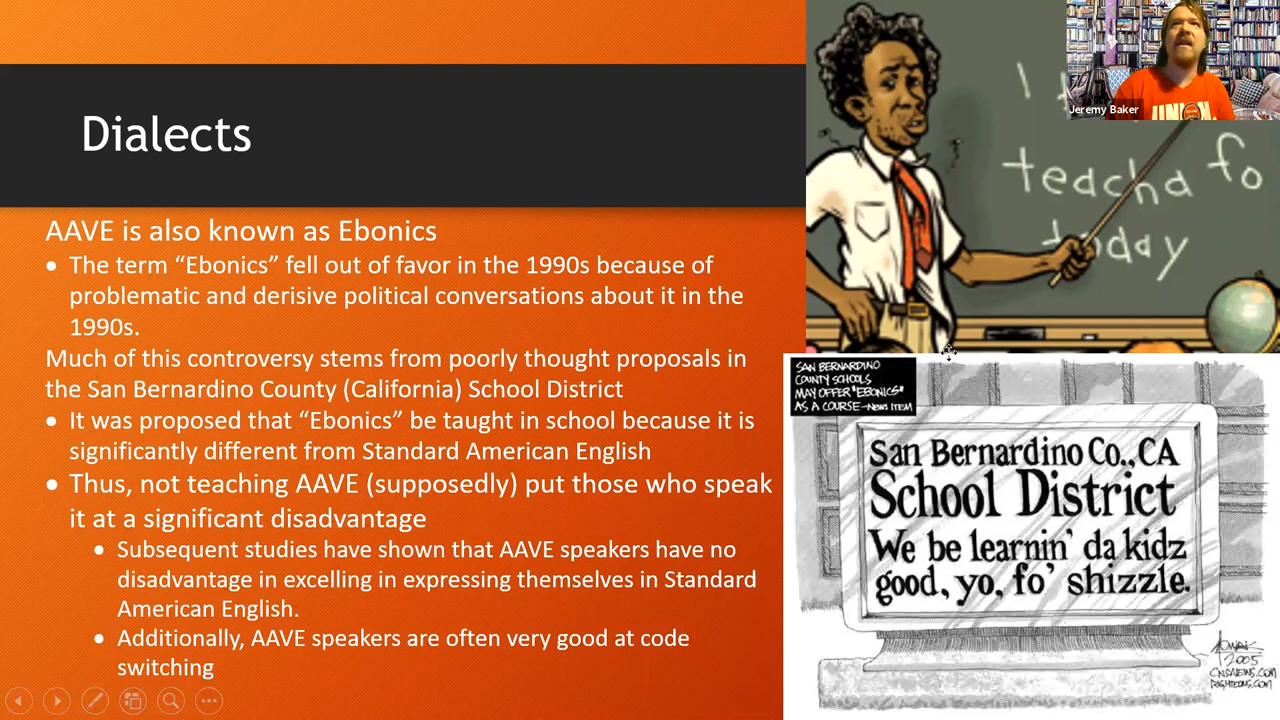 Dialects
AAVE is also known as Ebonics
• The term “Ebonics” fell out of favor in the 1990s because of
problematic and derisive political conversations about it in the
1990s.
Much of this controversy stems from poorly thought proposals in
the San Bernardino County (California) School District
• It was proposed that “Ebonics” be taught in school because it is
significantly different from Standard American English
• Thus, not teaching AAVE (supposedly) put those who speak
it at a significant disadvantage
• Subsequent studies have shown that AAVE speakers have no
disadvantage in excelling in expressing themselves in Standard
American English.
• Additionally, AAVE speakers are often very good at code
switching
I
teacha fo
today
Jeremy Baker
SAN BERNARDINO
COUNTY SCHOOLS
MAY OFFER "EBONICS"
AS A COURSE—NEWS ITEM
San Bernardino Co., CA
School District
We be learnin' da kidz
good, yo, fo' shizzle.
2005
CNSNEWS.COM